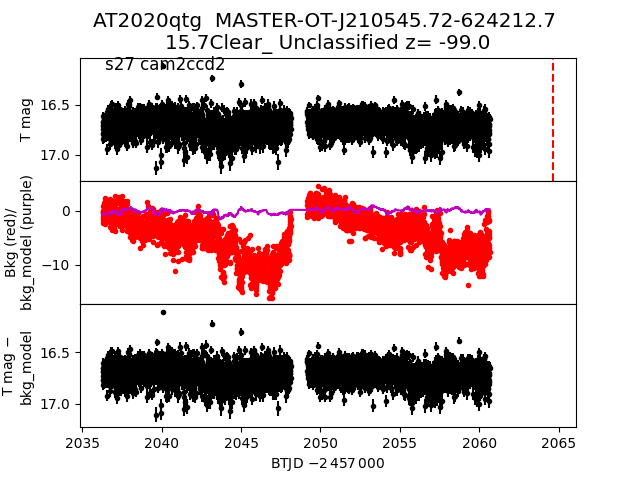 AT2020qtg  MASTER-OT-J210545.72-624212.7
15.7Clear_ Unclassified z= -99.0
s27 cam2ccd2
T mag
16.5
17.0
Bkg (red)/
bkg_model (purple)
0
−10
T mag −
bkg_model
16.5
17.0
2035 2040 2045 2050 2055 2060 2065
BTJD −2 457 000